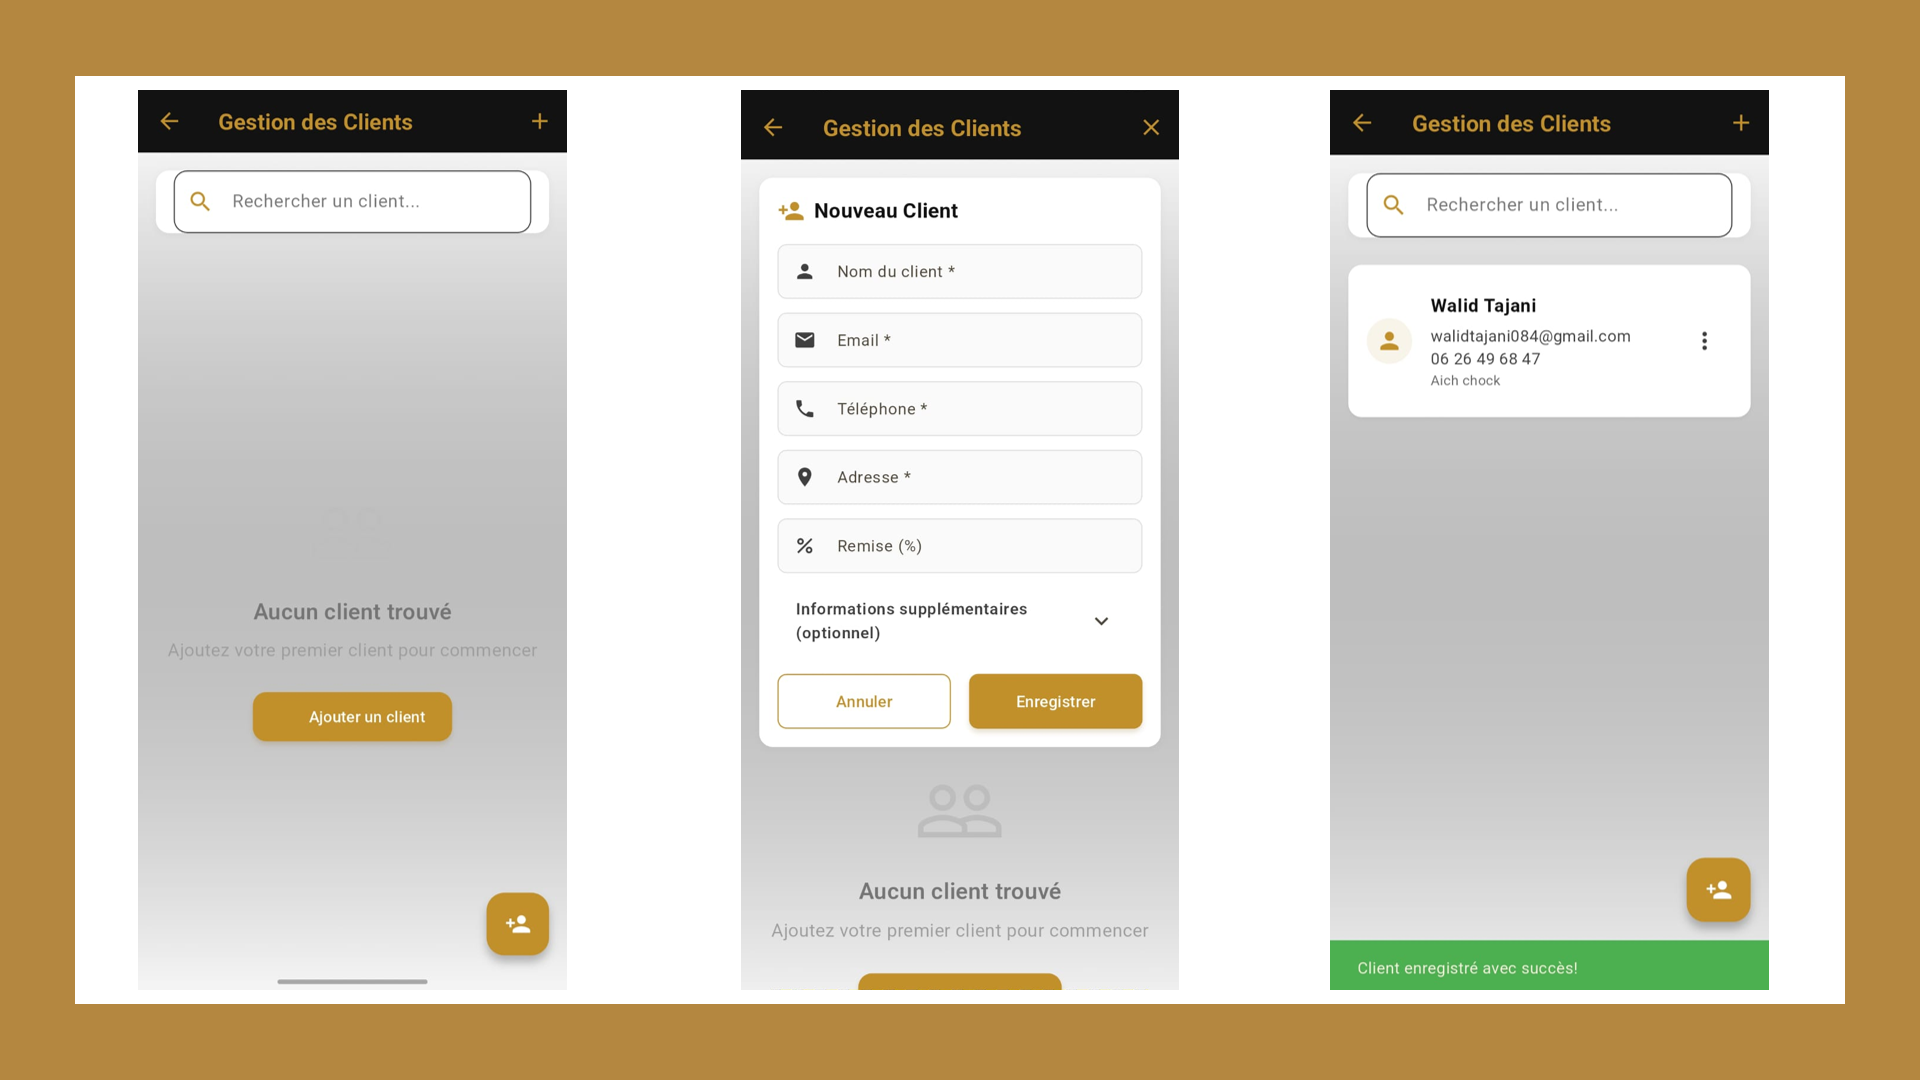 Gestion des Clients
Rechercher un client...
Aucun client trouvé
Ajoutez votre premier client pour commencer
Ajouter un client
Gestion des Clients
Nouveau Client
Nom du client *
Email *
Téléphone *
Adresse *
Remise (%)
Informations supplémentaires
(optionnel)
Annuler
Enregistrer
Aucun client trouvé
Ajoutez votre premier client pour commencer
Gestion des Clients
Rechercher un client...
Walid Tajani
walidtajani084@gmail.com
06 26 49 68 47
Aich chock
Client enregistré avec succès!